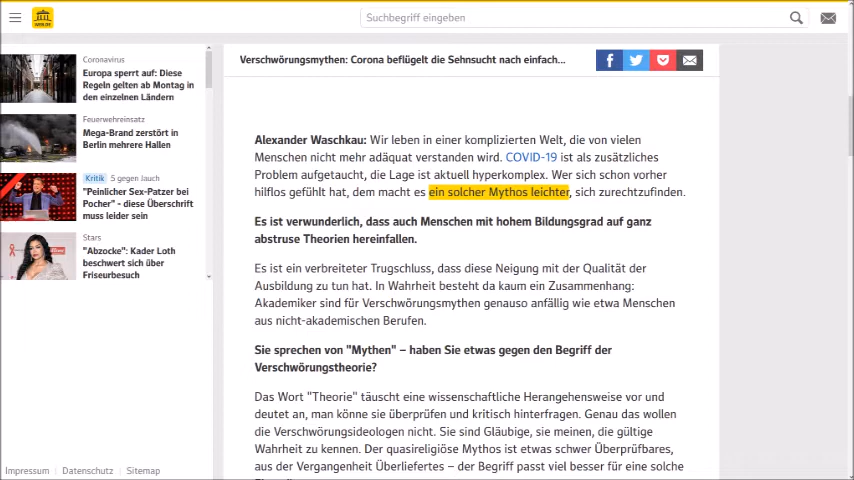 WEB.DE
Suchbegriff eingeben
Coronavirus
Europa sperrt auf: Diese
Regeln gelten ab Montag in
den einzelnen Ländern
Feuerwehreinsatz
Mega-Brand zerstört in
Berlin mehrere Hallen
Kritik 5 gegen Jauch
"Peinlicher Sex-Patzer bei
Pocher" - diese Überschrift
muss leider sein
Stars
"Abzocke": Kader Loth
beschwert sich über
Friseurbesuch
Impressum Datenschutz Sitemap
Verschwörungsmythen: Corona beflügelt die Sehnsucht nach einfach...
Alexander Waschkau: Wir leben in einer komplizierten Welt, die von vielen
Menschen nicht mehr adäquat verstanden wird. COVID-19 ist als zusätzliches
Problem aufgetaucht, die Lage ist aktuell hyperkomplex. Wer sich schon vorher
hilflos gefühlt hat, dem macht es ein solcher Mythos leichter, sich zurechtzufinden.
Es ist verwunderlich, dass auch Menschen mit hohem Bildungsgrad auf ganz
abstruse Theorien hereinfallen.
Es ist ein verbreiteter Trugschluss, dass diese Neigung mit der Qualität der
Ausbildung zu tun hat. In Wahrheit besteht da kaum ein Zusammenhang:
Akademiker sind für Verschwörungsmythen genauso anfällig wie etwa Menschen
aus nicht-akademischen Berufen.
Sie sprechen von "Mythen" – haben Sie etwas gegen den Begriff der
Verschwörungstheorie?
Das Wort "Theorie" täuscht eine wissenschaftliche Herangehensweise vor und
deutet an, man könne sie überprüfen und kritisch hinterfragen. Genau das wollen
die Verschwörungsideologen nicht. Sie sind Gläubige, sie meinen, die gültige
Wahrheit zu kennen. Der quasireligiöse Mythos ist etwas schwer Überprüfbares,
aus der Vergangenheit Überliefertes – der Begriff passt viel besser für eine solche